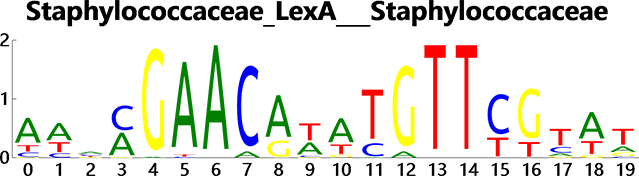 Staphylococcaceae_LexA___Staphylococcaceae
2
1
0
A A C G A A C A T A T G T T C G T A T
T T A G A T C T T C T
C C A G C A T A A
0 1 2 3 4 5 6 7 8 9 10 11 12 13 14 15 16 17 18 19